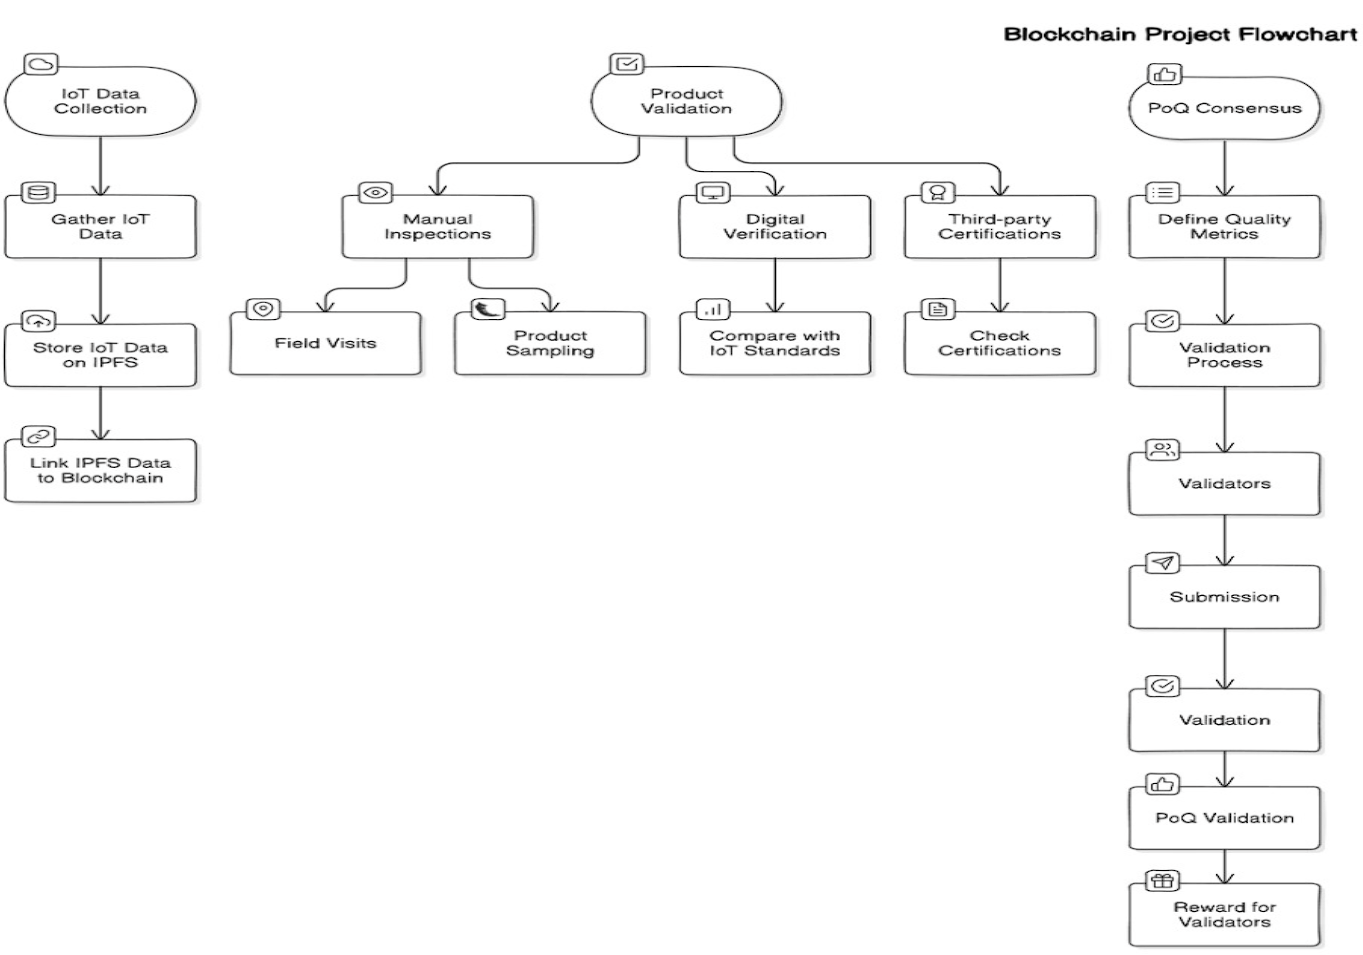 Blockchain Project Flowchart
IoT Data
Collection
Gather IoT
Data
Store IoT Data
on IPFS
Link IPFS Data
to Blockchain
Product
Validation
Manual
Inspections
Field Visits
Product
Sampling
Digital
Verification
Compare with
IoT Standards
Third-party
Certifications
Check
Certifications
PoQ Consensus
Define Quality
Metrics
Validation
Process
Validators
Submission
Validation
PoQ Validation
Reward for
Validators